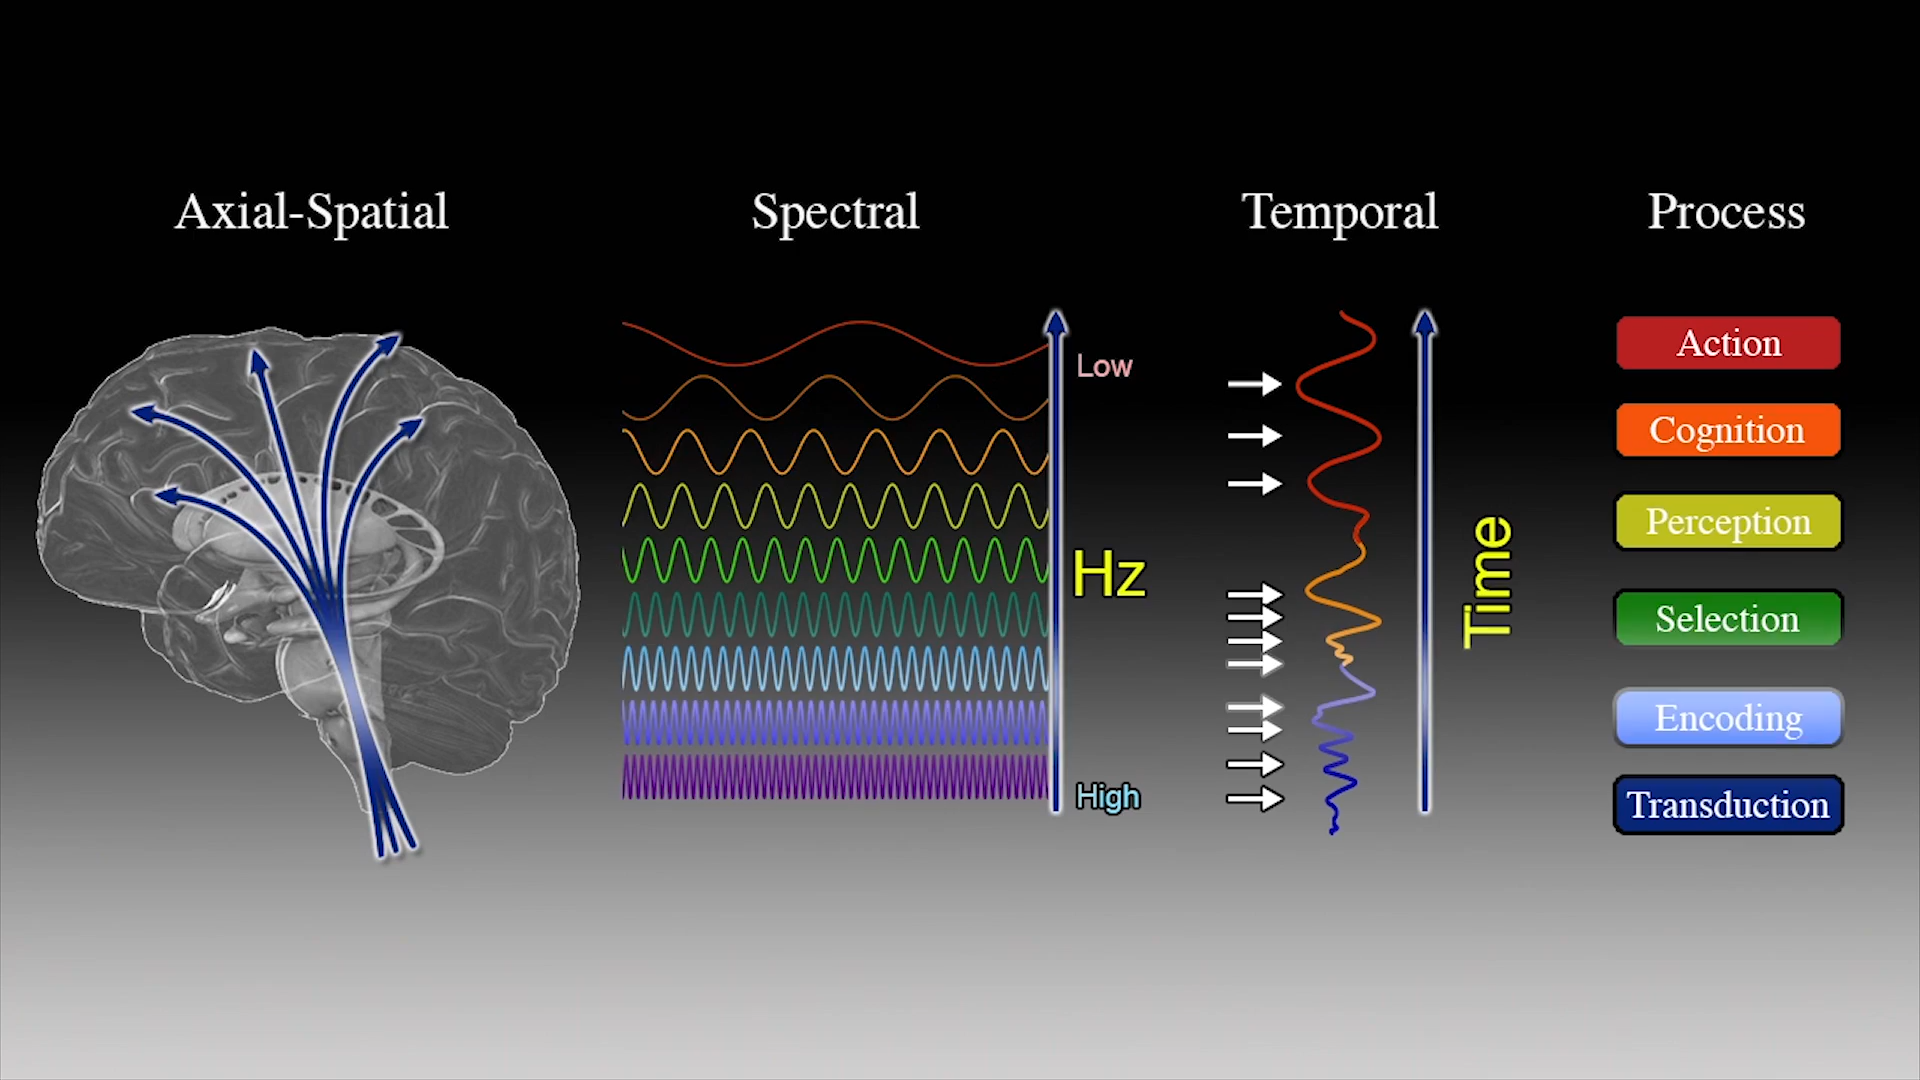 Axial-Spatial
Spectral
Temporal
Process
Low
Hz
High
Time
Action
Cognition
Perception
Selection
Encoding
Transduction